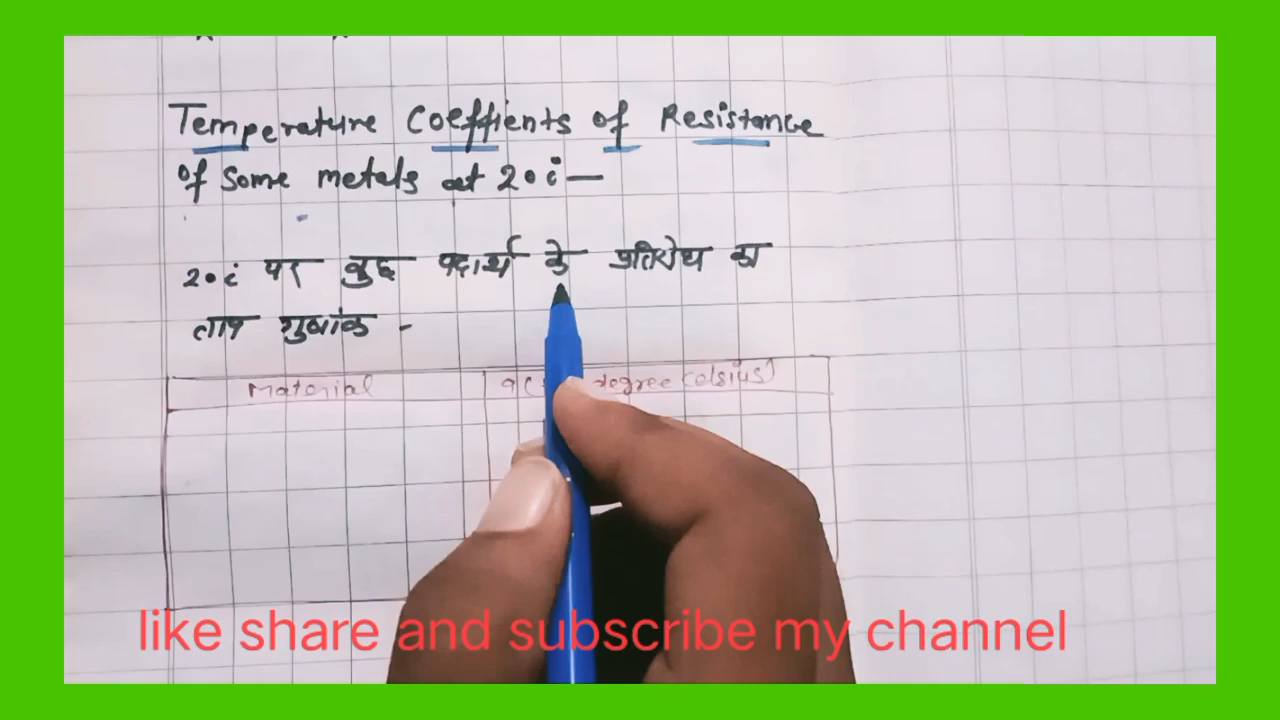 Temperature Coeffients of Resistance
of Some metals at 20 i —
20 i पर कुछ पदार्थ के प्रतिरोध का
ताप गुणांक -
Material
degree Celsius)
like share and subscribe my channel